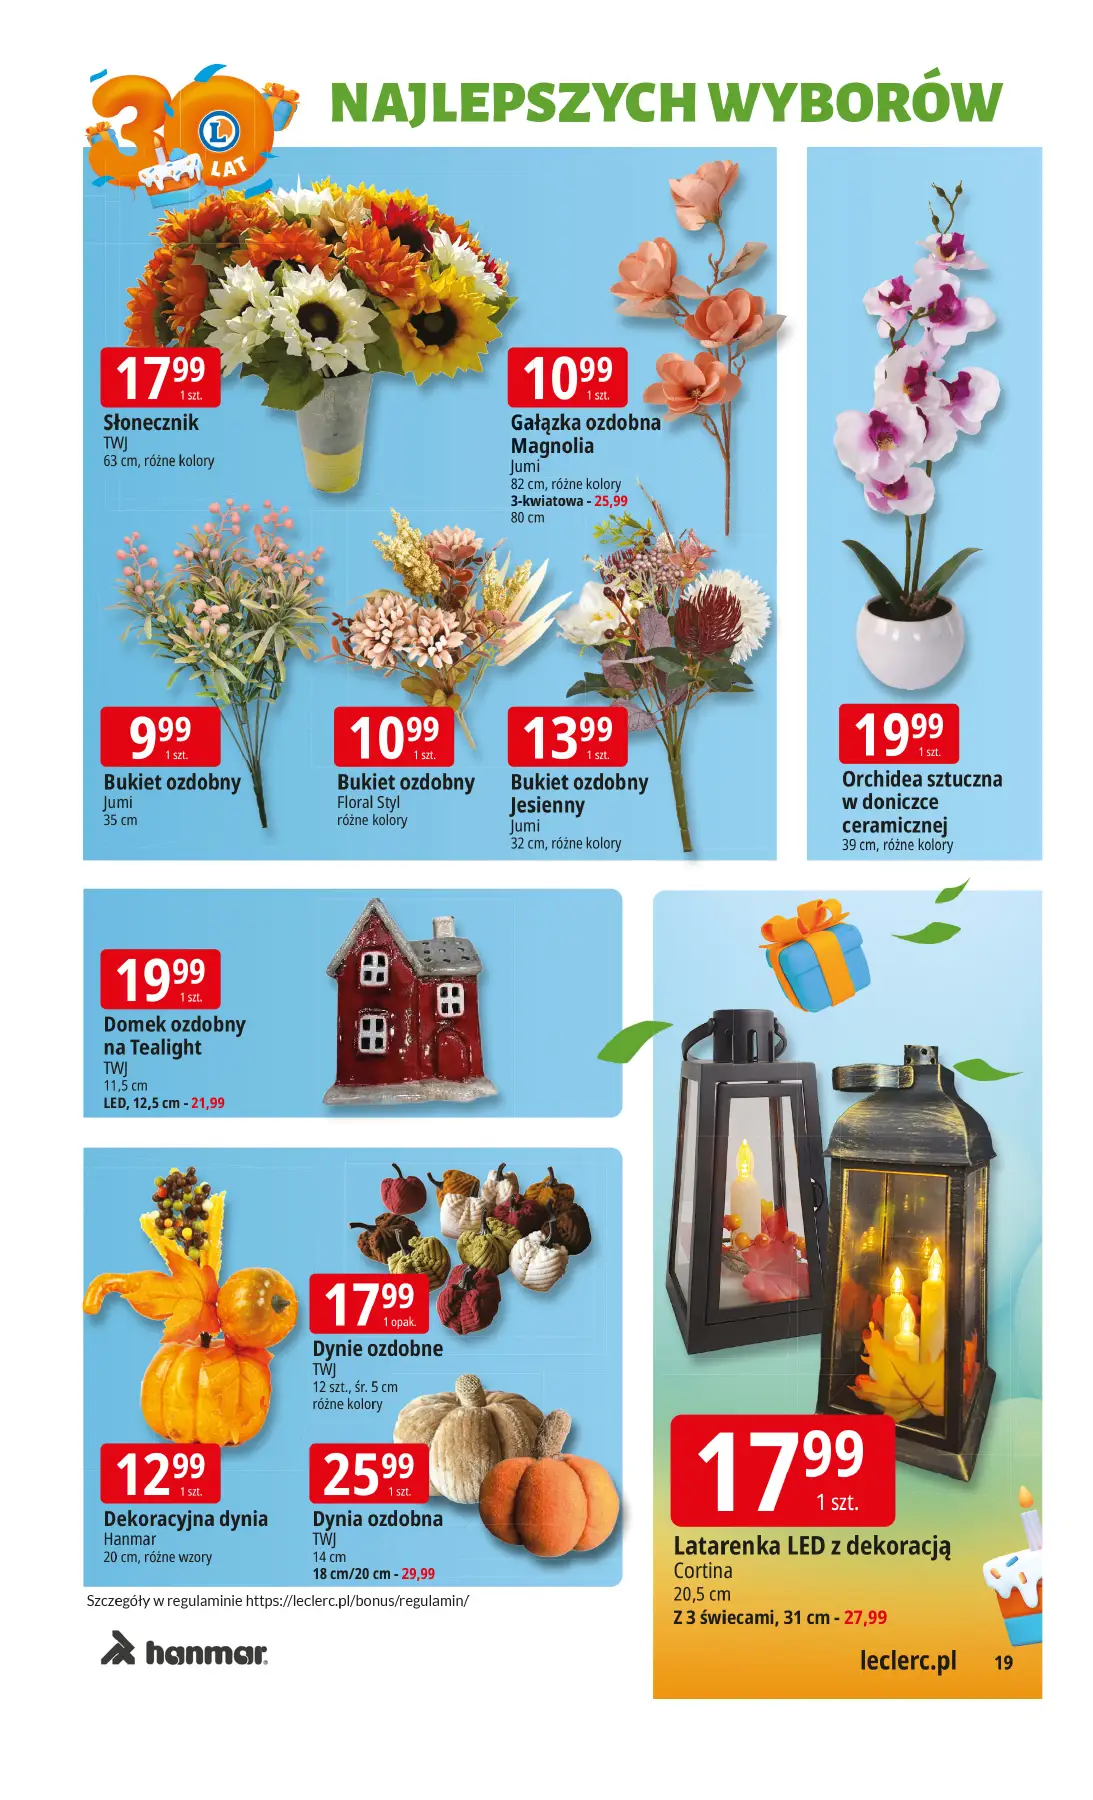 30
L
LAT
NAJLEPSZYCH WYBORÓW
17 99
1 szt.
Słonecznik
TWJ
63 cm, różne kolory
10 99
1 szt.
Gałązka ozdobna
Magnolia
Jumi
82 cm, różne kolory
3-kwiatowa - 25,99
80 cm
9 99
1 szt.
Bukiet ozdobny
Jumi
35 cm
10 99
1 szt.
Bukiet ozdobny
Floral Styl
różne kolory
13 99
1 szt.
Bukiet ozdobny
Jesienny
Jumi
32 cm, różne kolory
19 99
1 szt.
Orchidea sztuczna
w doniczce
ceramicznej
39 cm, różne kolory
19 99
1 szt.
Domek ozdobny
na Tealight
TWJ
11,5 cm
LED, 12,5 cm - 21,99
17 99
1 opak.
Dynie ozdobne
TWJ
12 szt., śr. 5 cm
różne kolory
12 99
1 szt.
Dekoracyjna dynia
Hanmar
20 cm, różne wzory
25 99
1 szt.
Dynia ozdobna
TWJ
14 cm
18 cm/20 cm - 29,99
17 99
1 szt.
Latarenka LED z dekoracją
Cortina
20,5 cm
Z 3 świecami, 31 cm - 27,99
Szczegóły w regulaminie https://leclerc.pl/bonus/regulamin/
hanmar
leclerc.pl
19